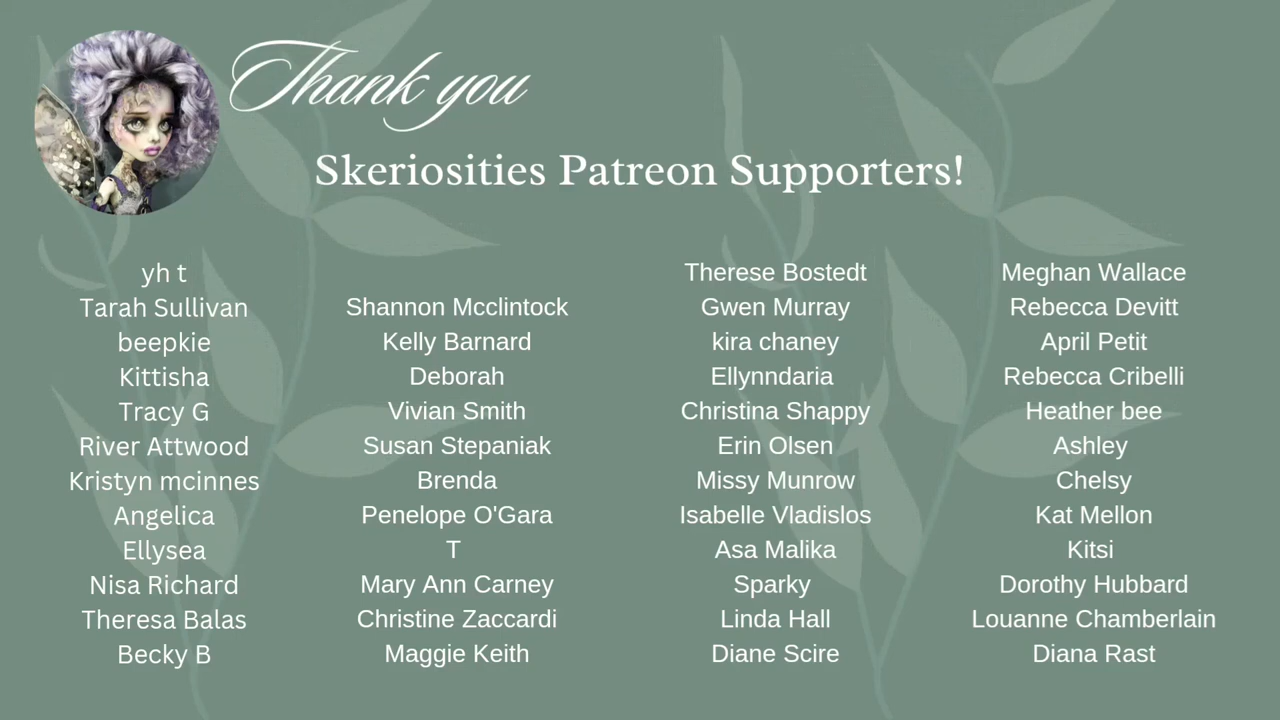 Thank you
Skeriosities Patreon Supporters!
yh t
Tarah Sullivan
beepkie
Kittisha
Tracy G
River Attwood
Kristyn mcinnes
Angelica
Ellysea
Nisa Richard
Theresa Balas
Becky B
Shannon Mcclintock
Kelly Barnard
Deborah
Vivian Smith
Susan Stepaniak
Brenda
Penelope O'Gara
T
Mary Ann Carney
Christine Zaccardi
Maggie Keith
Therese Bostedt
Gwen Murray
kira chaney
Ellynndaria
Christina Shappy
Erin Olsen
Missy Munrow
Isabelle Vladislos
Asa Malika
Sparky
Linda Hall
Diane Scire
Meghan Wallace
Rebecca Devitt
April Petit
Rebecca Cribelli
Heather bee
Ashley
Chelsy
Kat Mellon
Kitsi
Dorothy Hubbard
Louanne Chamberlain
Diana Rast